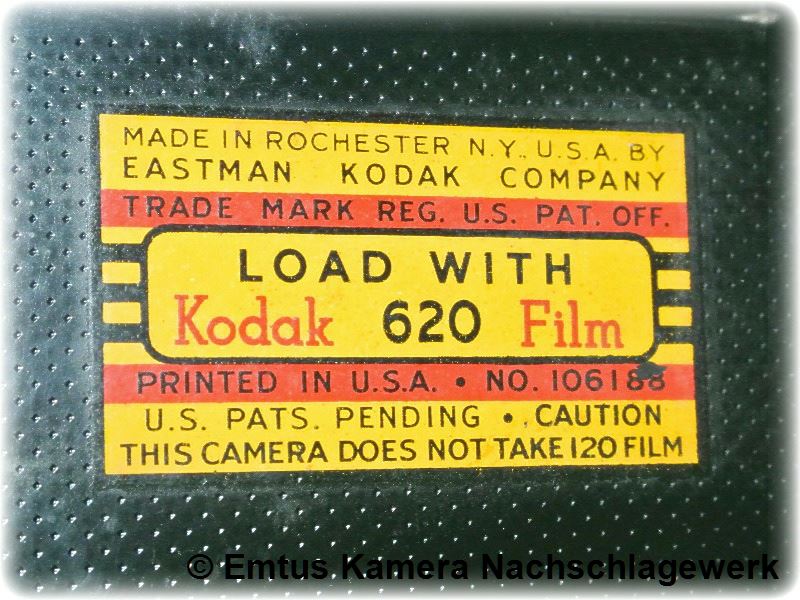 MADE IN ROCHESTER N.Y., U.S.A. BY
EASTMAN KODAK COMPANY
TRADE MARK REG. U.S. PAT. OFF.
LOAD WITH
Kodak 620 Film
PRINTED IN U.S.A. • NO. 106188
U.S. PATS. PENDING • CAUTION
THIS CAMERA DOES NOT TAKE 120 FILM
© Emtus Kamera Nachschlagewerk